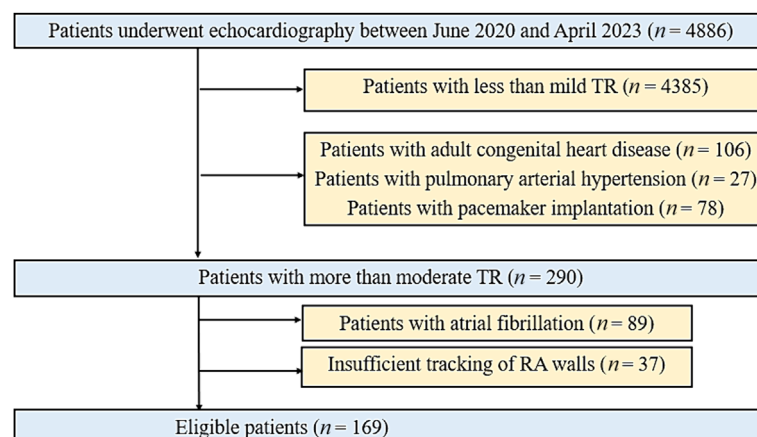 Patients underwent echocardiography between June 2020 and April 2023 (n = 4886)
Patients with less than mild TR (n = 4385)
Patients with adult congenital heart disease (n = 106)
Patients with pulmonary arterial hypertension (n = 27)
Patients with pacemaker implantation (n = 78)
Patients with more than moderate TR (n = 290)
Patients with atrial fibrillation (n = 89)
Insufficient tracking of RA walls (n = 37)
Eligible patients (n = 169)